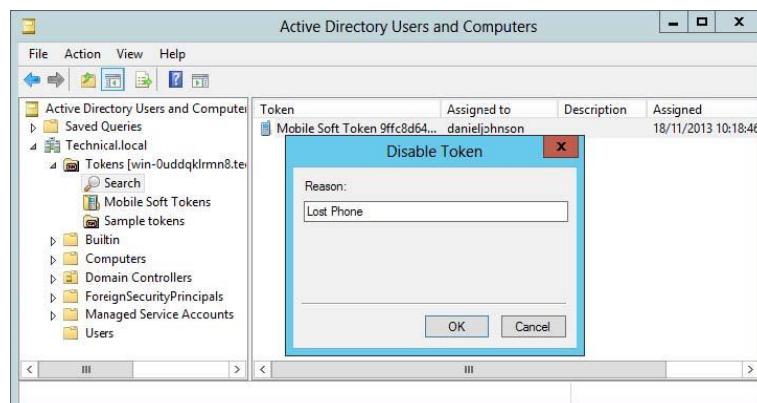 Active Directory Users and Computers
File Action View Help
Active Directory Users and Computer
Saved Queries
Technical.local
Tokens [win-0uddqklrmn8.te
Search
Mobile Soft Tokens
Sample tokens
Builtin
Computers
Domain Controllers
ForeignSecurityPrincipals
Managed Service Accounts
Users
Token Assigned to Description Assigned
Mobile Soft Token 9ffc8d64... danieljohnson 18/11/2013 10:18:46
Disable Token
Reason:
Lost Phone
OK Cancel